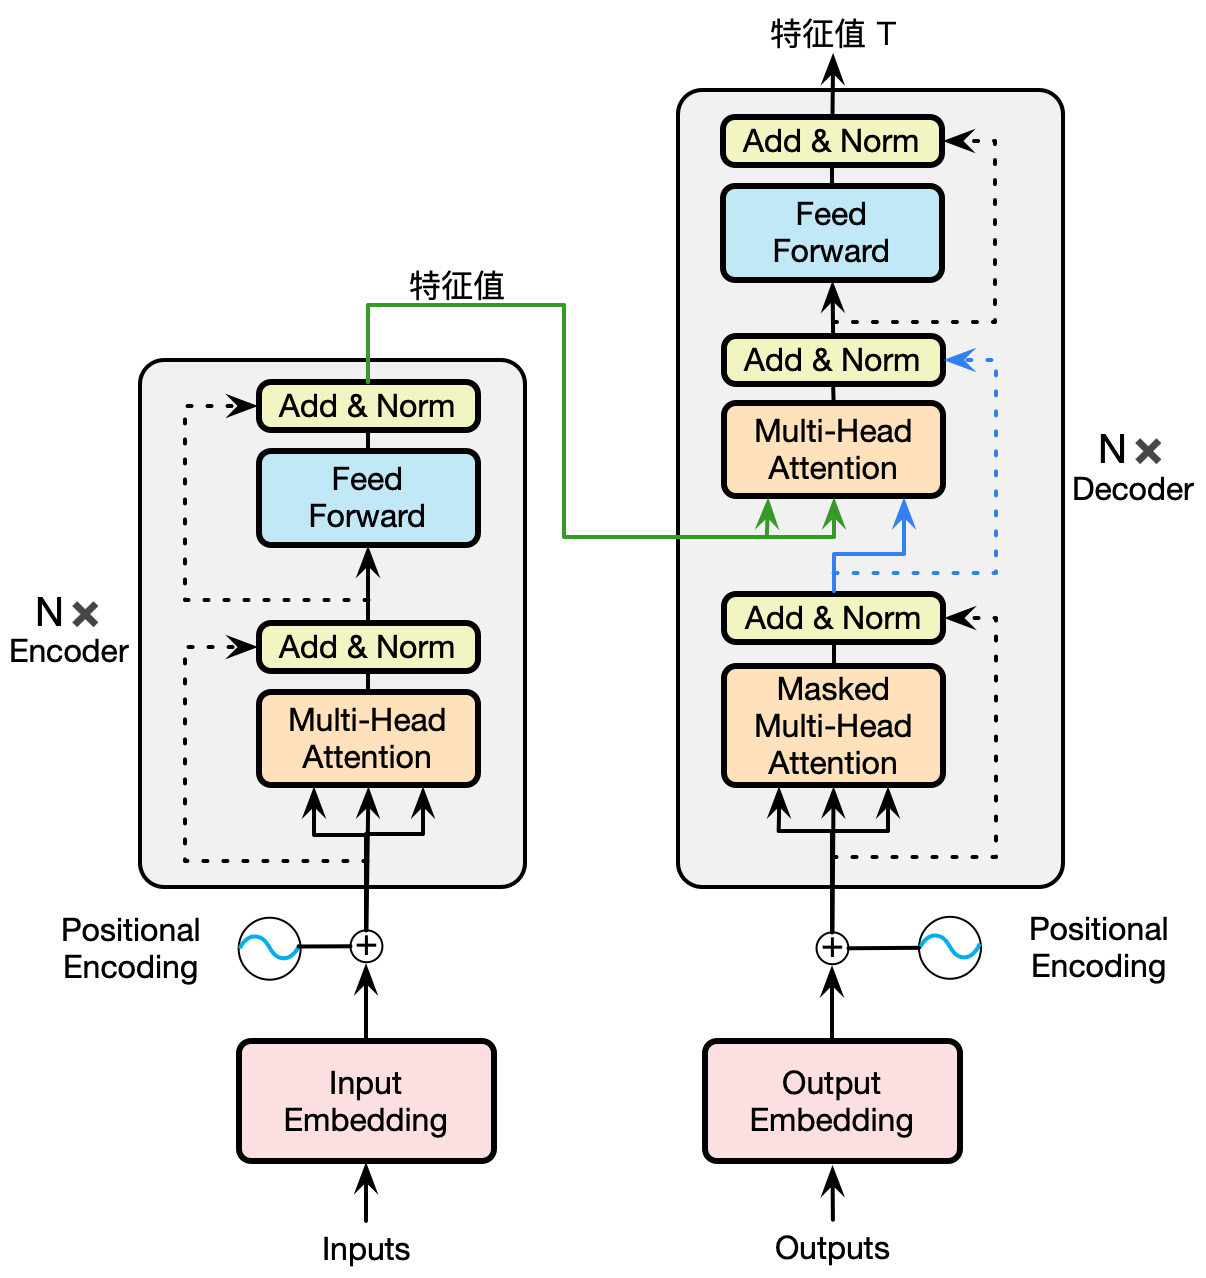 特征值 T
Add & Norm
Feed
Forward
Add & Norm
Multi-Head
Attention
N ✖
Decoder
Add & Norm
Masked
Multi-Head
Attention
特征值
Add & Norm
Feed
Forward
N ✖
Encoder
Add & Norm
Multi-Head
Attention
Positional
Encoding
Positional
Encoding
Input
Embedding
Output
Embedding
Inputs
Outputs